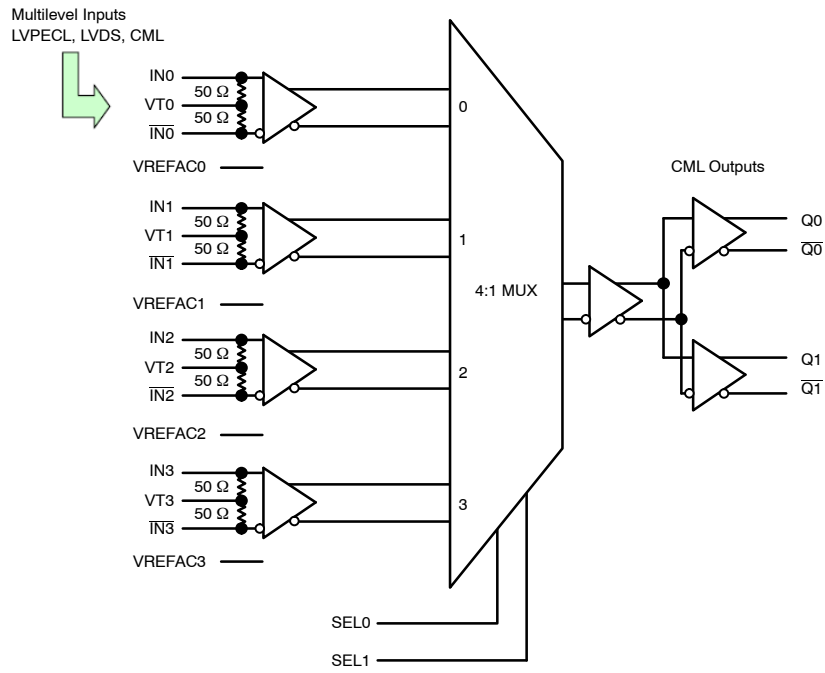 Multilevel Inputs
LVPECL, LVDS, CML
IN0
50 Ω
VT0
50 Ω
IN0
VREFAC0
0
IN1
50 Ω
VT1
50 Ω
IN1
VREFAC1
1
IN2
50 Ω
VT2
50 Ω
IN2
VREFAC2
2
IN3
50 Ω
VT3
50 Ω
IN3
VREFAC3
3
4:1 MUX
SEL0
SEL1
CML Outputs
Q0
Q0
Q1
Q1